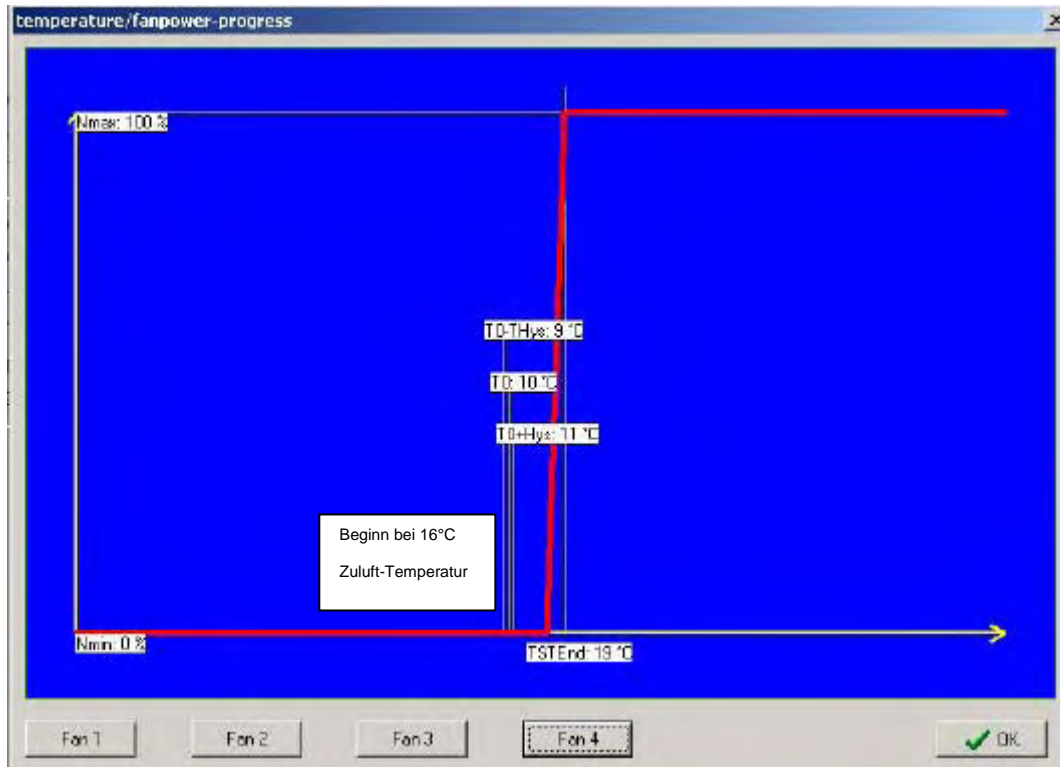 temperature/fanpower-progress
Nmax: 100 %
T0-THys: 9 °C
T0: 10 °C
T0+Hys: 11 °C
Beginn bei 16°C
Zuluft-Temperatur
Nmin: 0 %
TSTEnd: 19 °C
Fan 1
Fan 2
Fan 3
Fan 4
OK